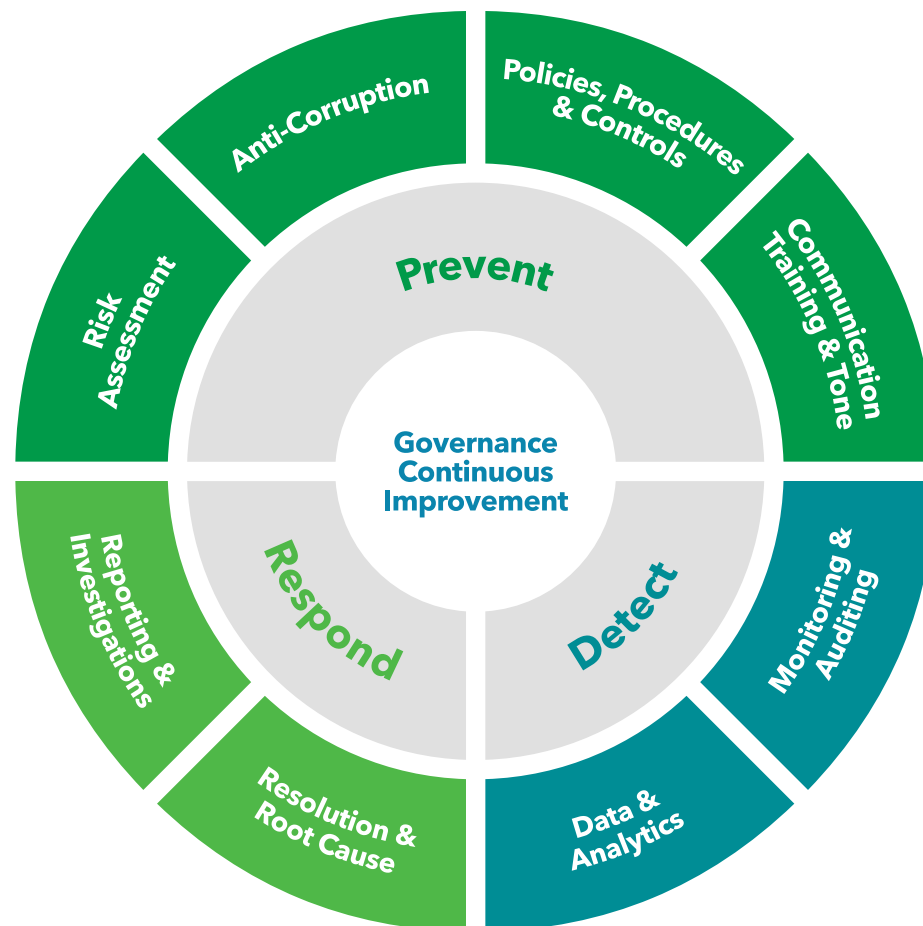 Anti-Corruption
Policies, Procedures
& Controls
Communication
Training & Tone
Risk
Assessment
Prevent
Governance
Continuous
Improvement
Respond
Detect
Reporting &
Investigations
Monitoring &
Auditing
Resolution &
Root Cause
Data &
Analytics